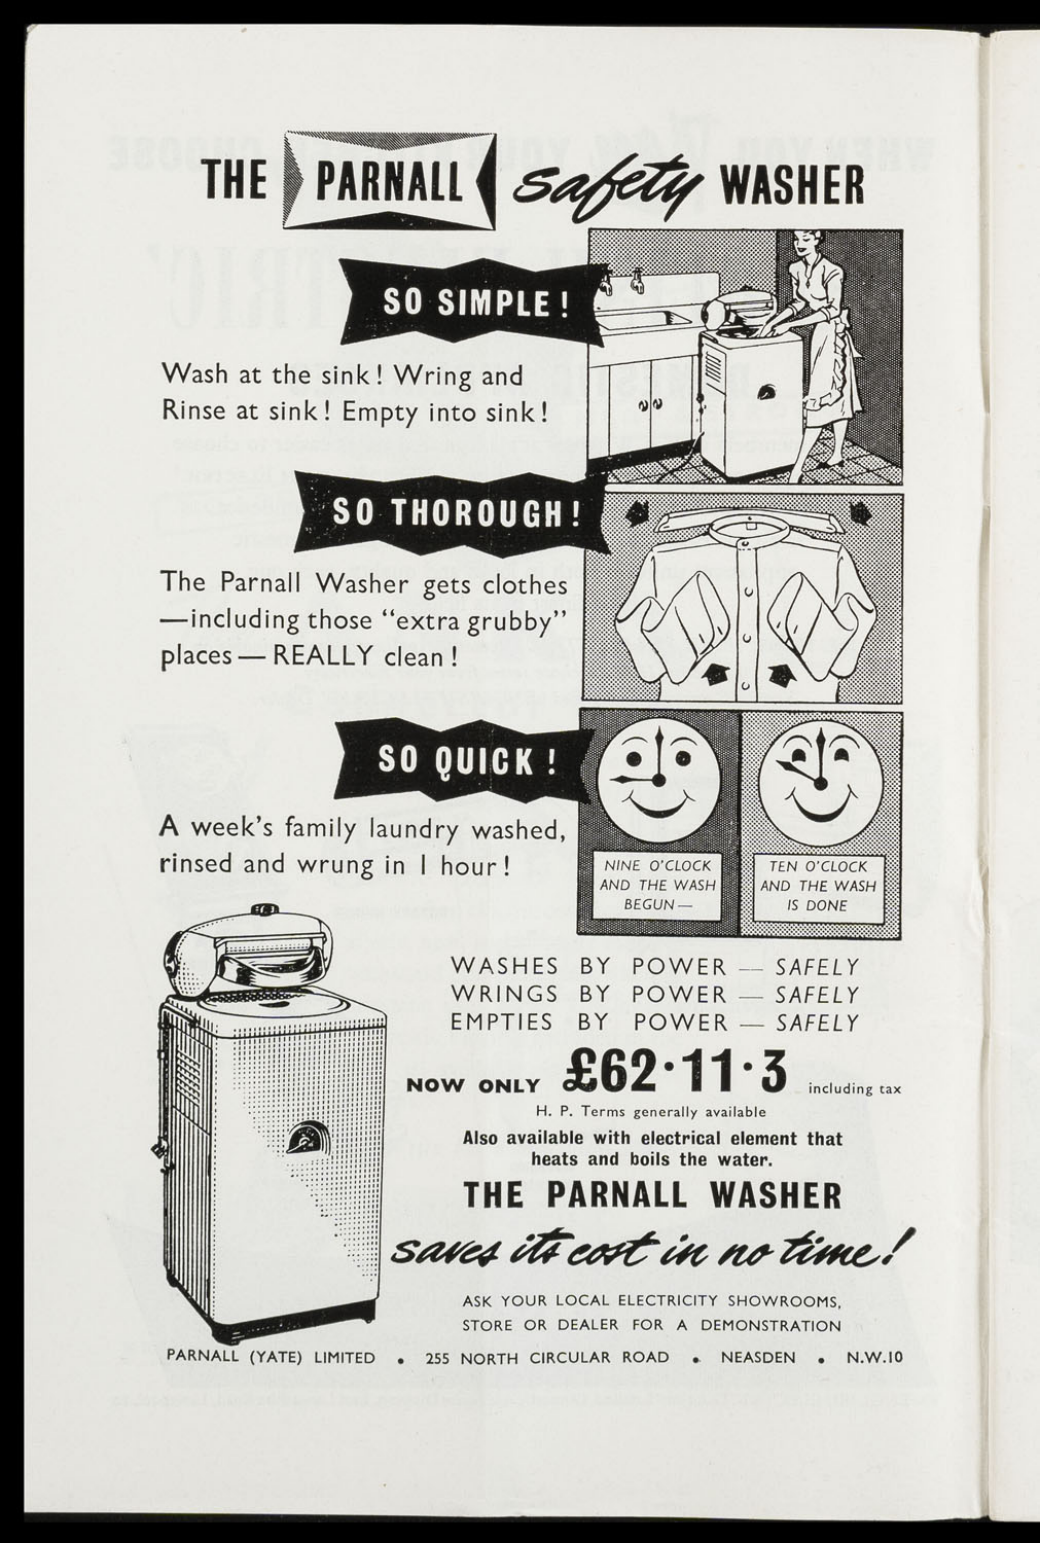 THE PARNALL safety WASHER
SO SIMPLE!
Wash at the sink! Wring and
Rinse at sink! Empty into sink!
SO THOROUGH!
The Parnall Washer gets clothes
—including those “extra grubby”
places — REALLY clean!
SO QUICK!
A week's family laundry washed,
rinsed and wrung in 1 hour!
NINE O'CLOCK
AND THE WASH
BEGUN —
TEN O'CLOCK
AND THE WASH
IS DONE
WASHES BY POWER — SAFELY
WRINGS BY POWER — SAFELY
EMPTIES BY POWER — SAFELY
NOW ONLY £62·11·3 including tax
H. P. Terms generally available
Also available with electrical element that
heats and boils the water.
THE PARNALL WASHER
saves its cost in no time!
ASK YOUR LOCAL ELECTRICITY SHOWROOMS,
STORE OR DEALER FOR A DEMONSTRATION
PARNALL (YATE) LIMITED • 255 NORTH CIRCULAR ROAD • NEASDEN • N.W.10